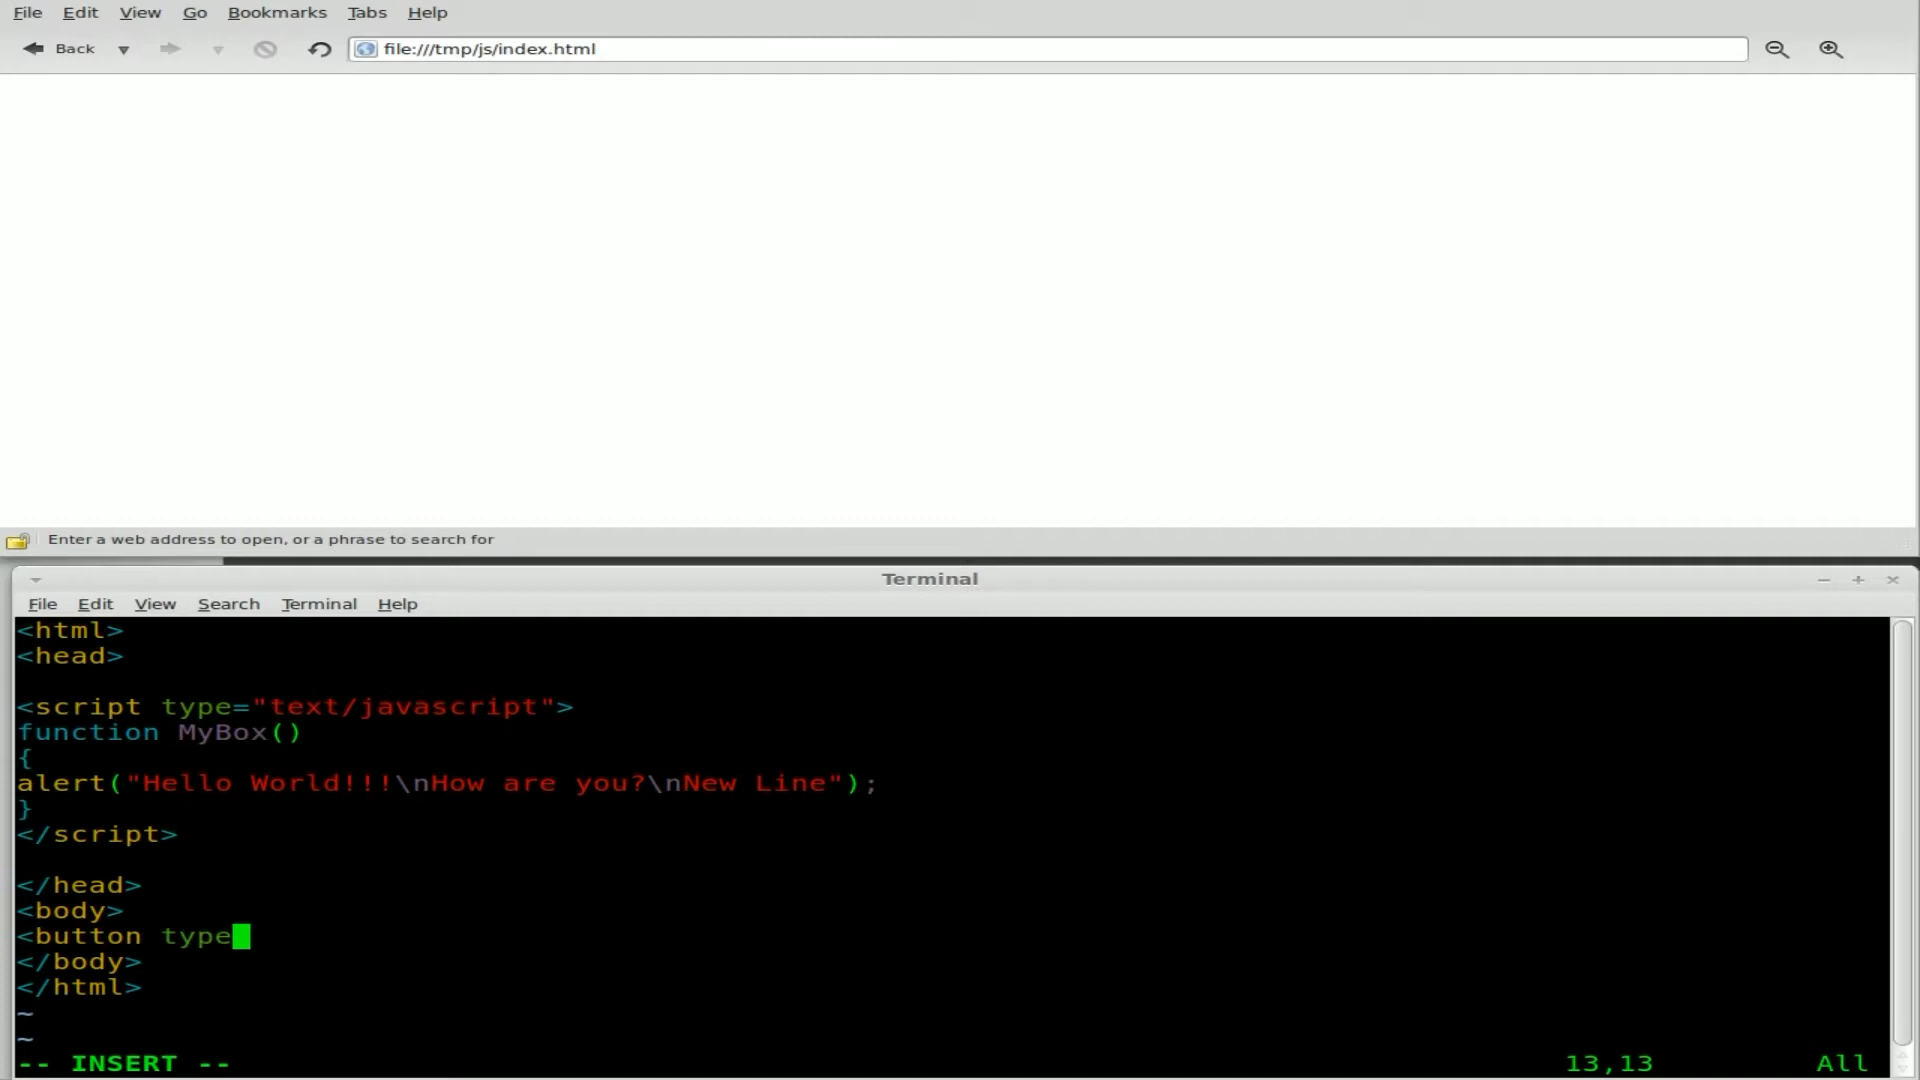 File Edit View Go Bookmarks Tabs Help
Back file:///tmp/js/index.html
Enter a web address to open, or a phrase to search for
Terminal
File Edit View Search Terminal Help
<html>
<head>
<script type="text/javascript">
function MyBox()
{
alert("Hello World!!!\nHow are you?\nNew Line");
}
</script>
</head>
<body>
<button type
</body>
</html>
~
~
-- INSERT -- 13,13 All